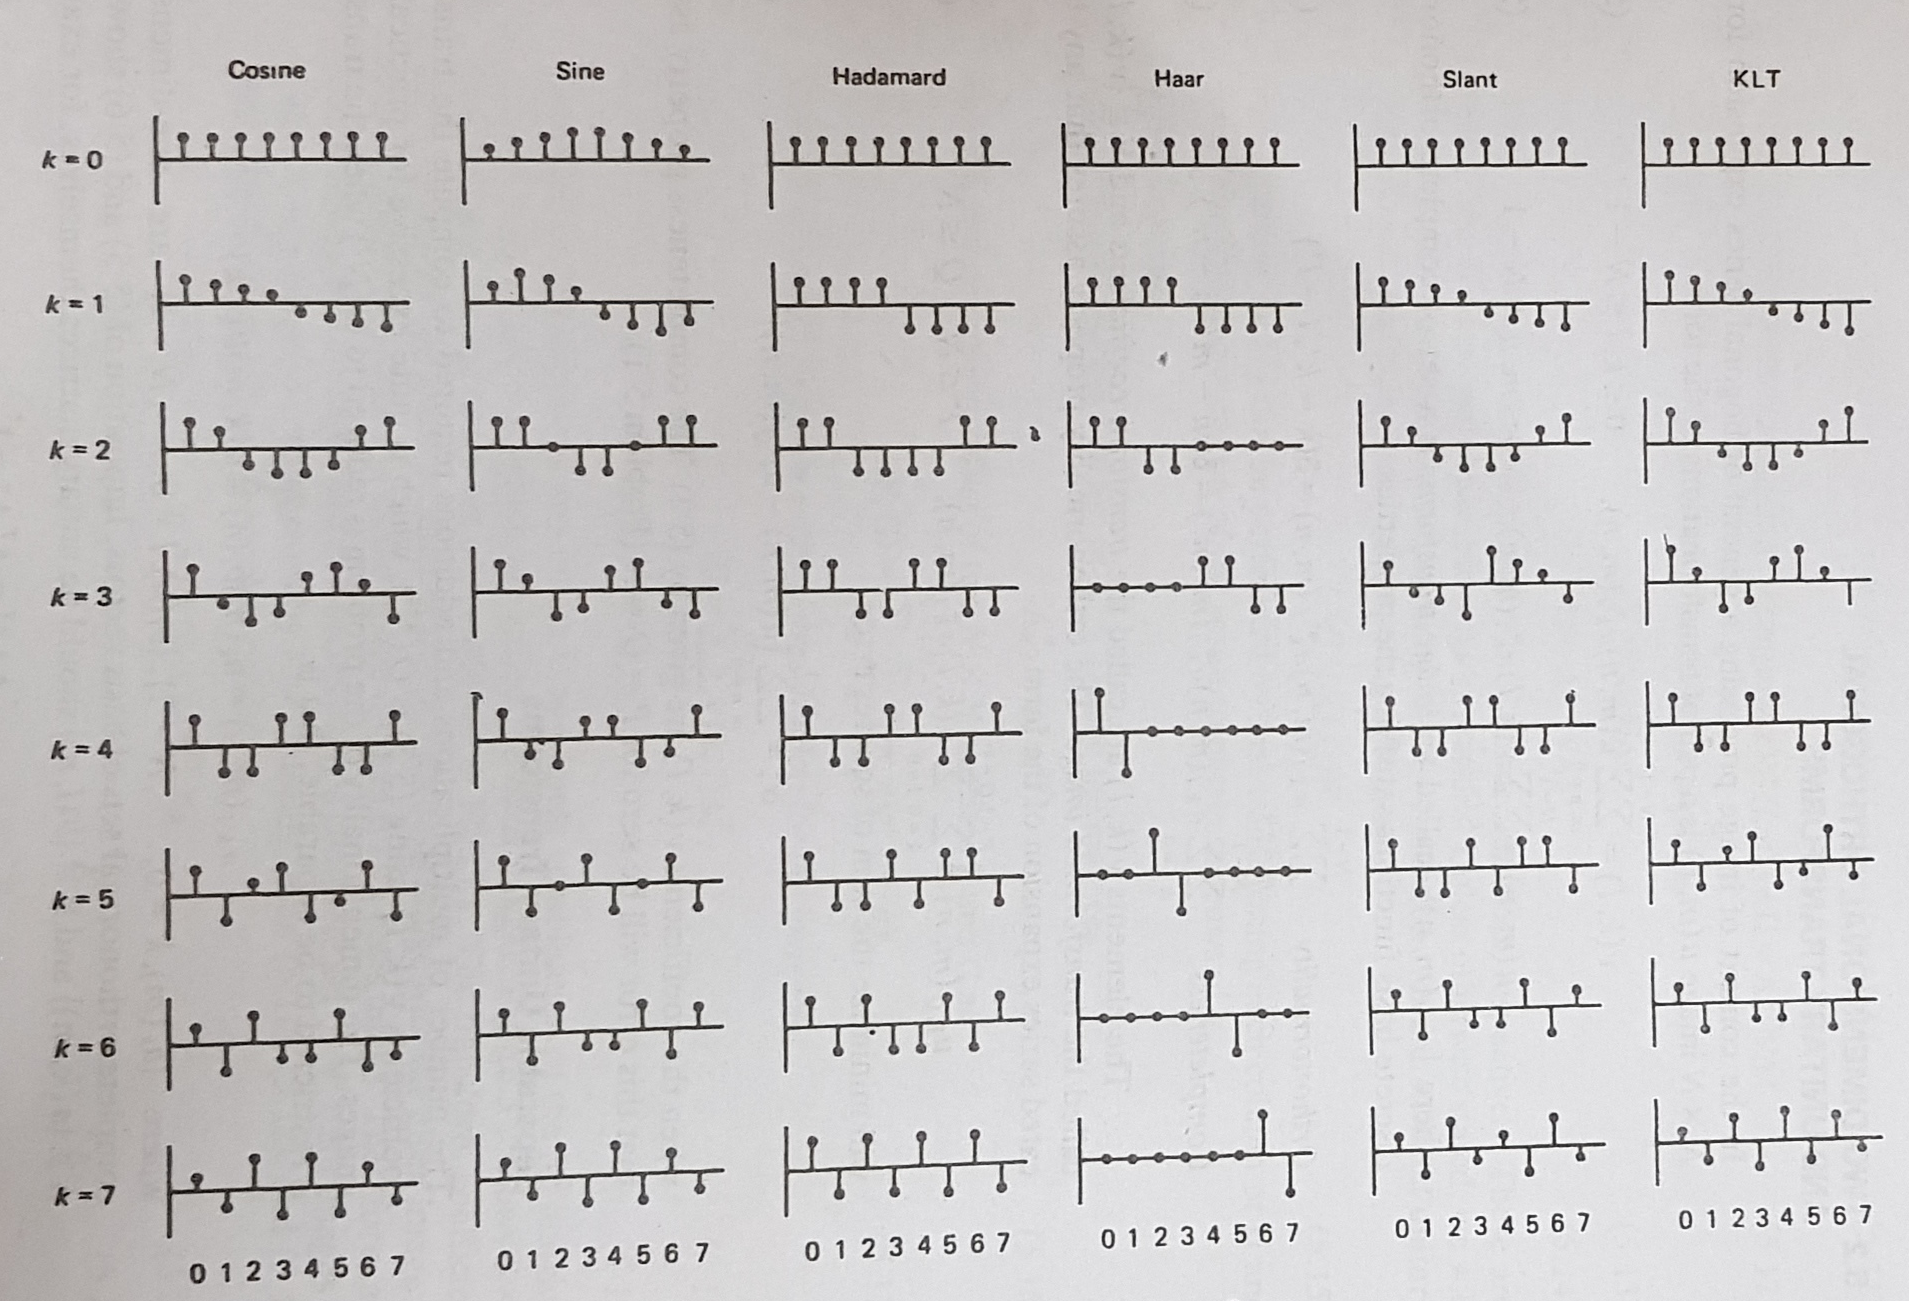 Cosine Sine Hadamard Haar Slant KLT
k = 0
k = 1
k = 2
k = 3
k = 4
k = 5
k = 6
k = 7
0 1 2 3 4 5 6 7 0 1 2 3 4 5 6 7 0 1 2 3 4 5 6 7 0 1 2 3 4 5 6 7 0 1 2 3 4 5 6 7 0 1 2 3 4 5 6 7